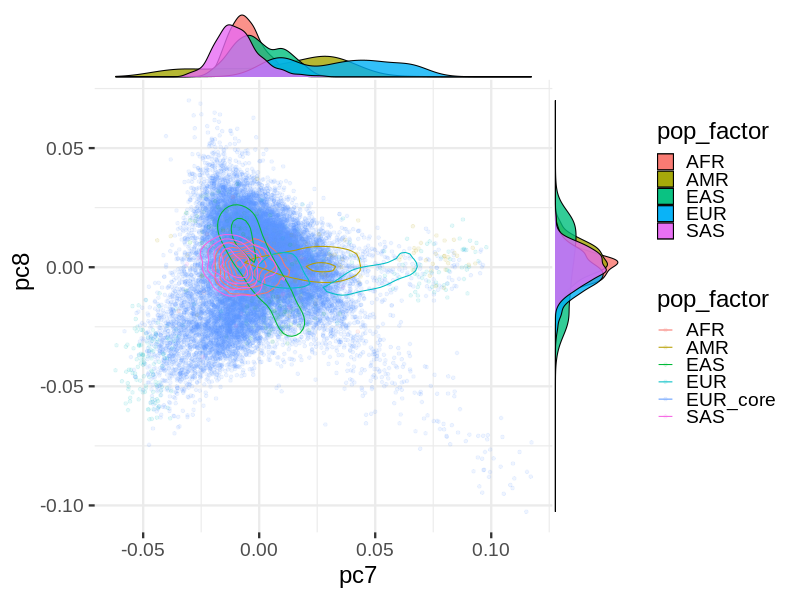 pop_factor
AFR
AMR
EAS
EUR
SAS
pop_factor
AFR
AMR
EAS
EUR
EUR_core
SAS
pc8
0.05
0.00
-0.05
-0.10
-0.05
0.00
0.05
0.10
pc7